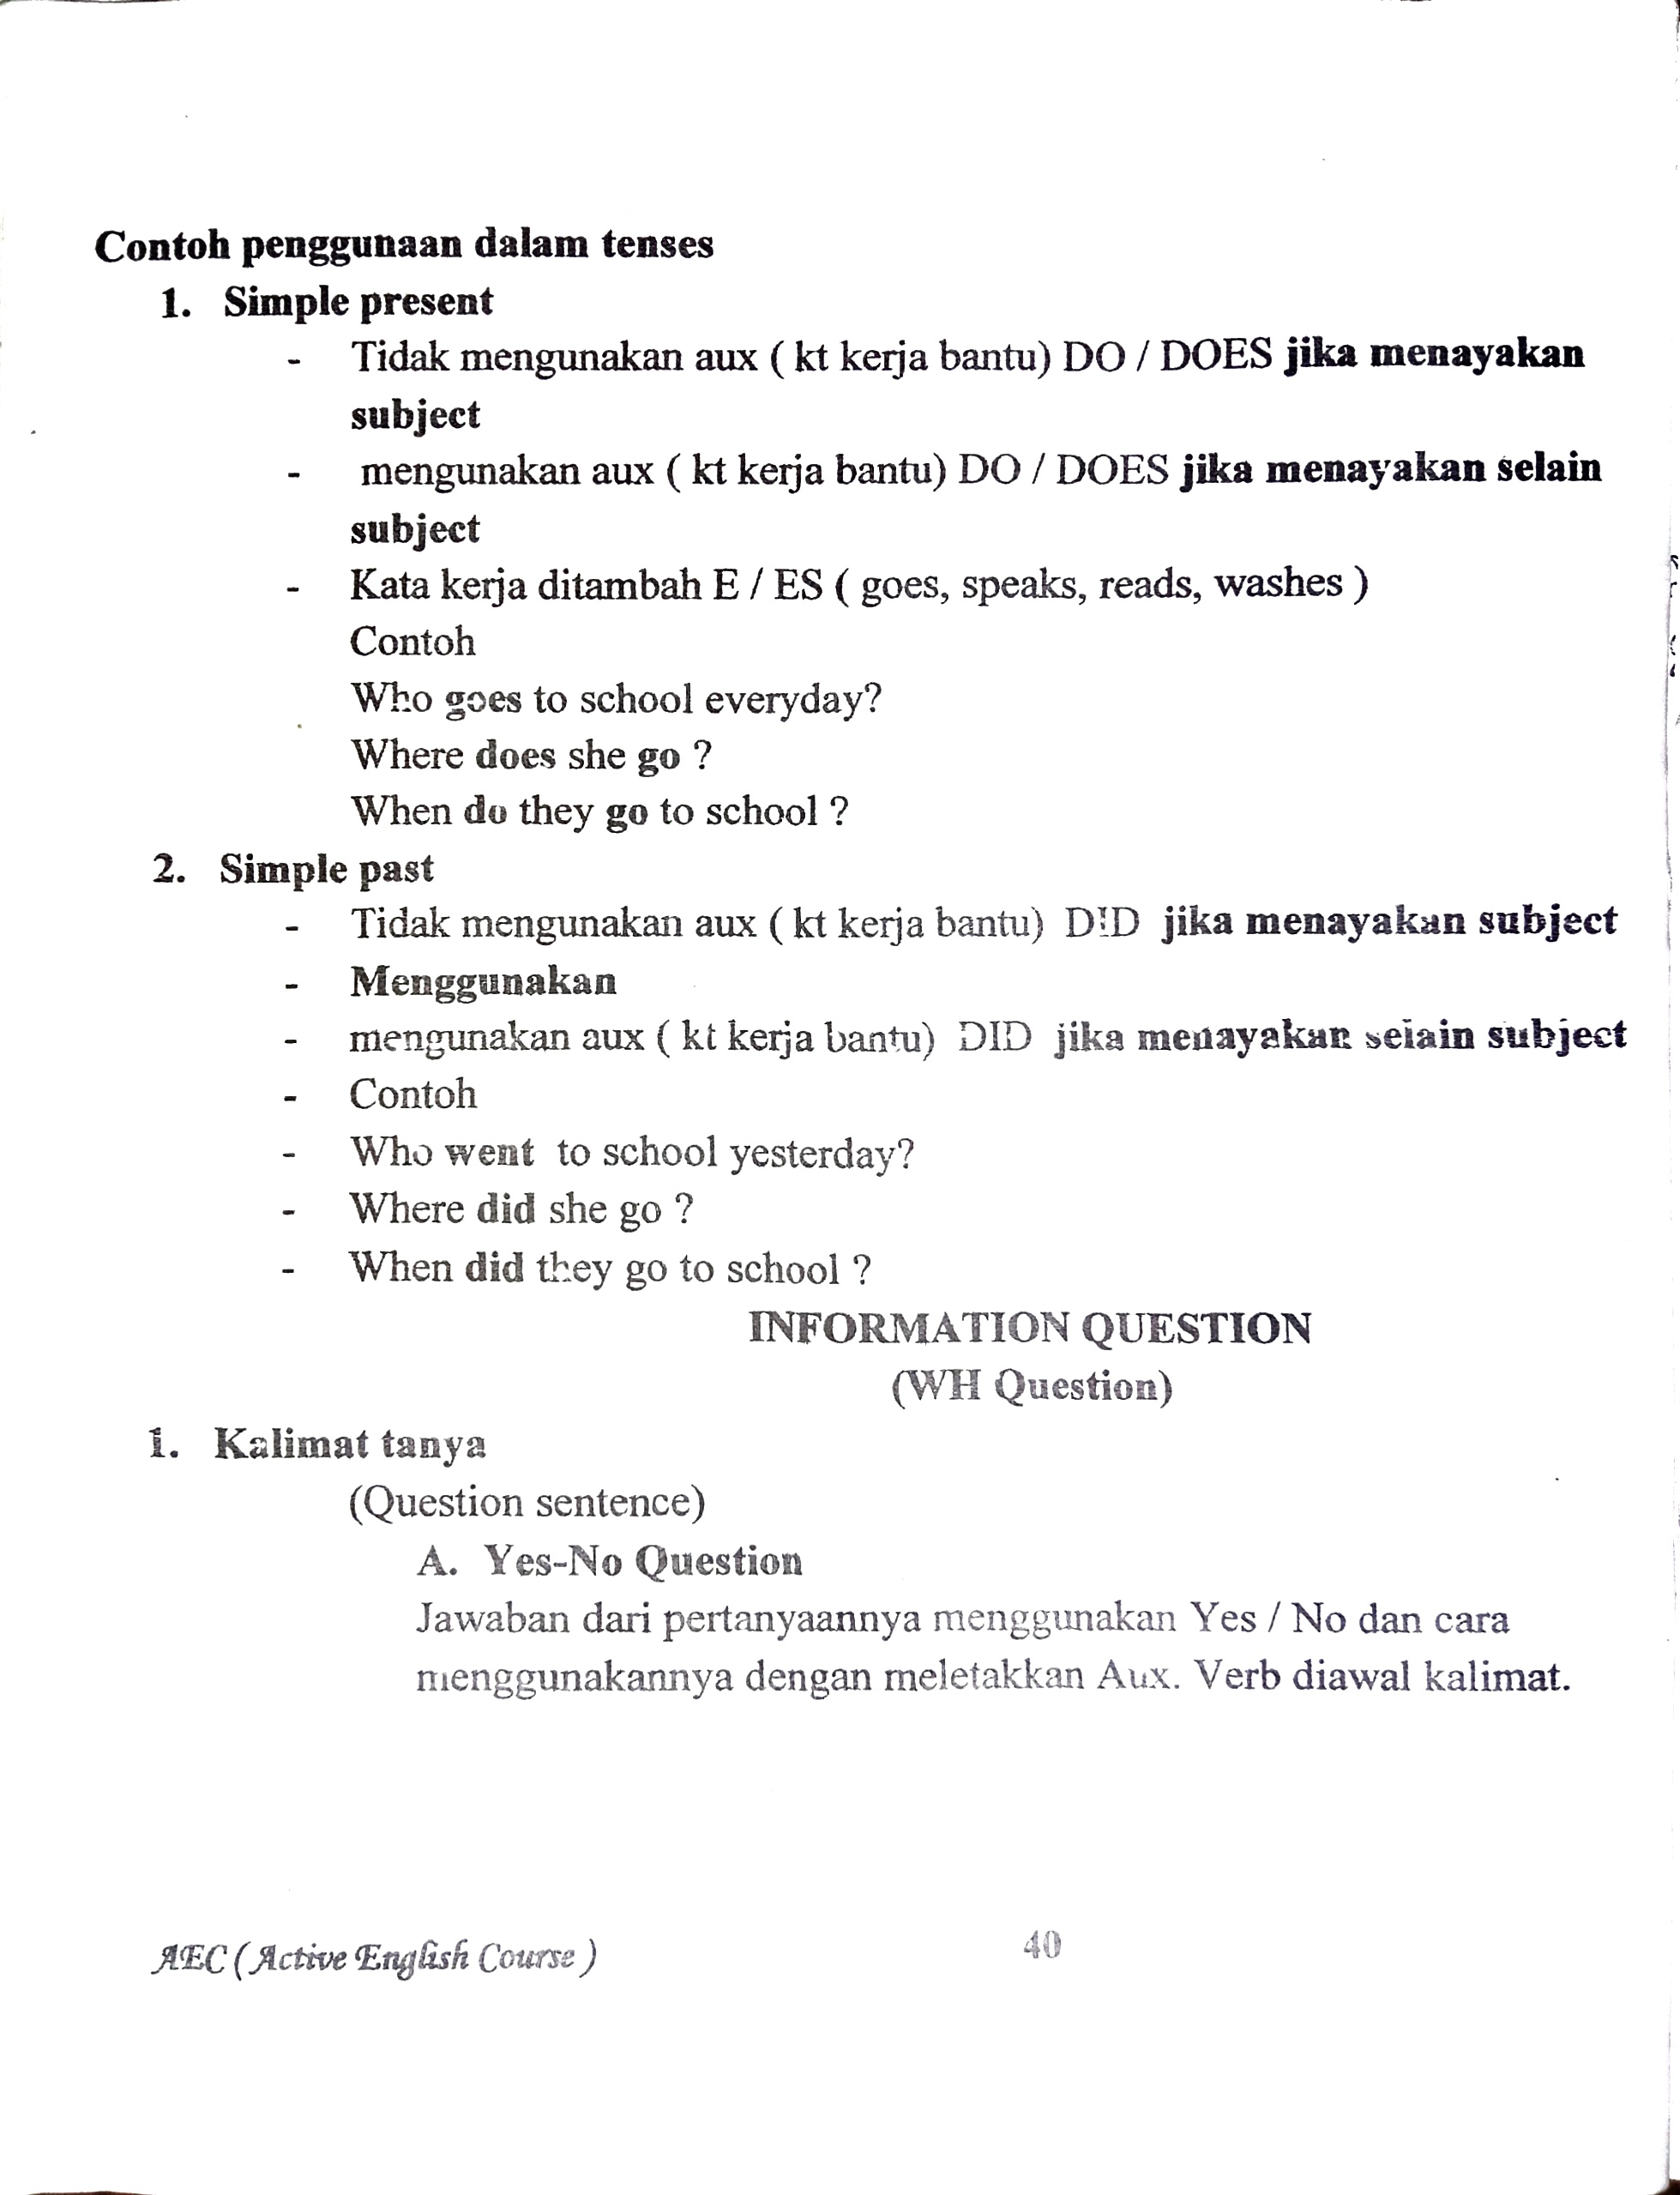 Contoh penggunaan dalam tenses
1. Simple present
- Tidak mengunakan aux ( kt kerja bantu) DO / DOES jika menayakan
subject
- mengunakan aux ( kt kerja bantu) DO / DOES jika menayakan selain
subject
- Kata kerja ditambah E / ES ( goes, speaks, reads, washes )
Contoh
Who goes to school everyday?
Where does she go ?
When do they go to school ?
2. Simple past
- Tidak mengunakan aux ( kt kerja bantu) DID jika menayakan subject
- Menggunakan
- mengunakan aux ( kt kerja bantu) DID jika menayakan selain subject
- Contoh
- Who went to school yesterday?
- Where did she go ?
- When did they go to school ?
INFORMATION QUESTION
(WH Question)
1. Kalimat tanya
(Question sentence)
A. Yes-No Question
Jawaban dari pertanyaannya menggunakan Yes / No dan cara
menggunakannya dengan meletakkan Aux. Verb diawal kalimat.
AEC ( Active English Course )
40